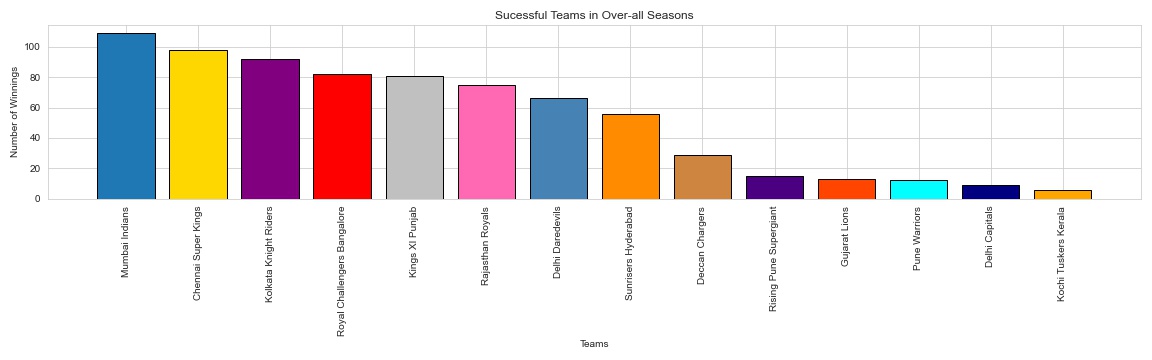 Sucessful Teams in Over-all Seasons
Number of Winnings
100
80
60
40
20
0
Mumbai Indians
Chennai Super Kings
Kolkata Knight Riders
Royal Challengers Bangalore
Kings XI Punjab
Rajasthan Royals
Delhi Daredevils
Sunrisers Hyderabad
Deccan Chargers
Rising Pune Supergiant
Gujarat Lions
Pune Warriors
Delhi Capitals
Kochi Tuskers Kerala
Teams